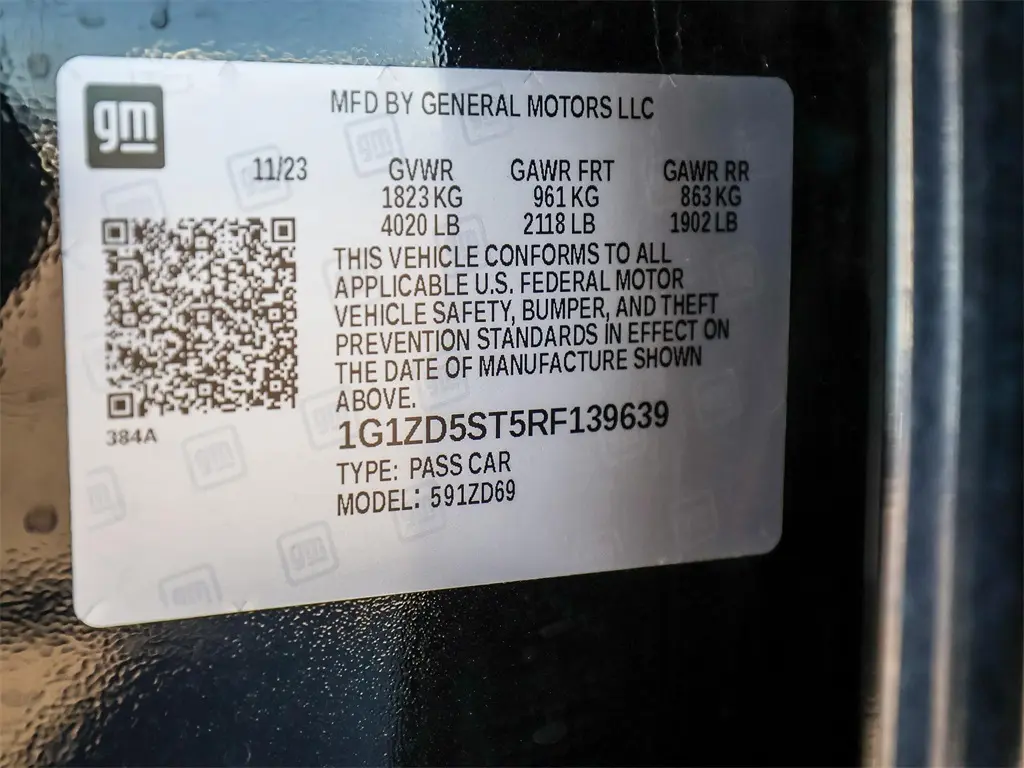 gm
MFD BY GENERAL MOTORS LLC
11/23 GVWR GAWR FRT GAWR RR
1823 KG 961 KG 863 KG
4020 LB 2118 LB 1902 LB
THIS VEHICLE CONFORMS TO ALL
APPLICABLE U.S. FEDERAL MOTOR
VEHICLE SAFETY, BUMPER, AND THEFT
PREVENTION STANDARDS IN EFFECT ON
THE DATE OF MANUFACTURE SHOWN
ABOVE.
384A
1G1ZD5ST5RF139639
TYPE: PASS CAR
MODEL: 591ZD69